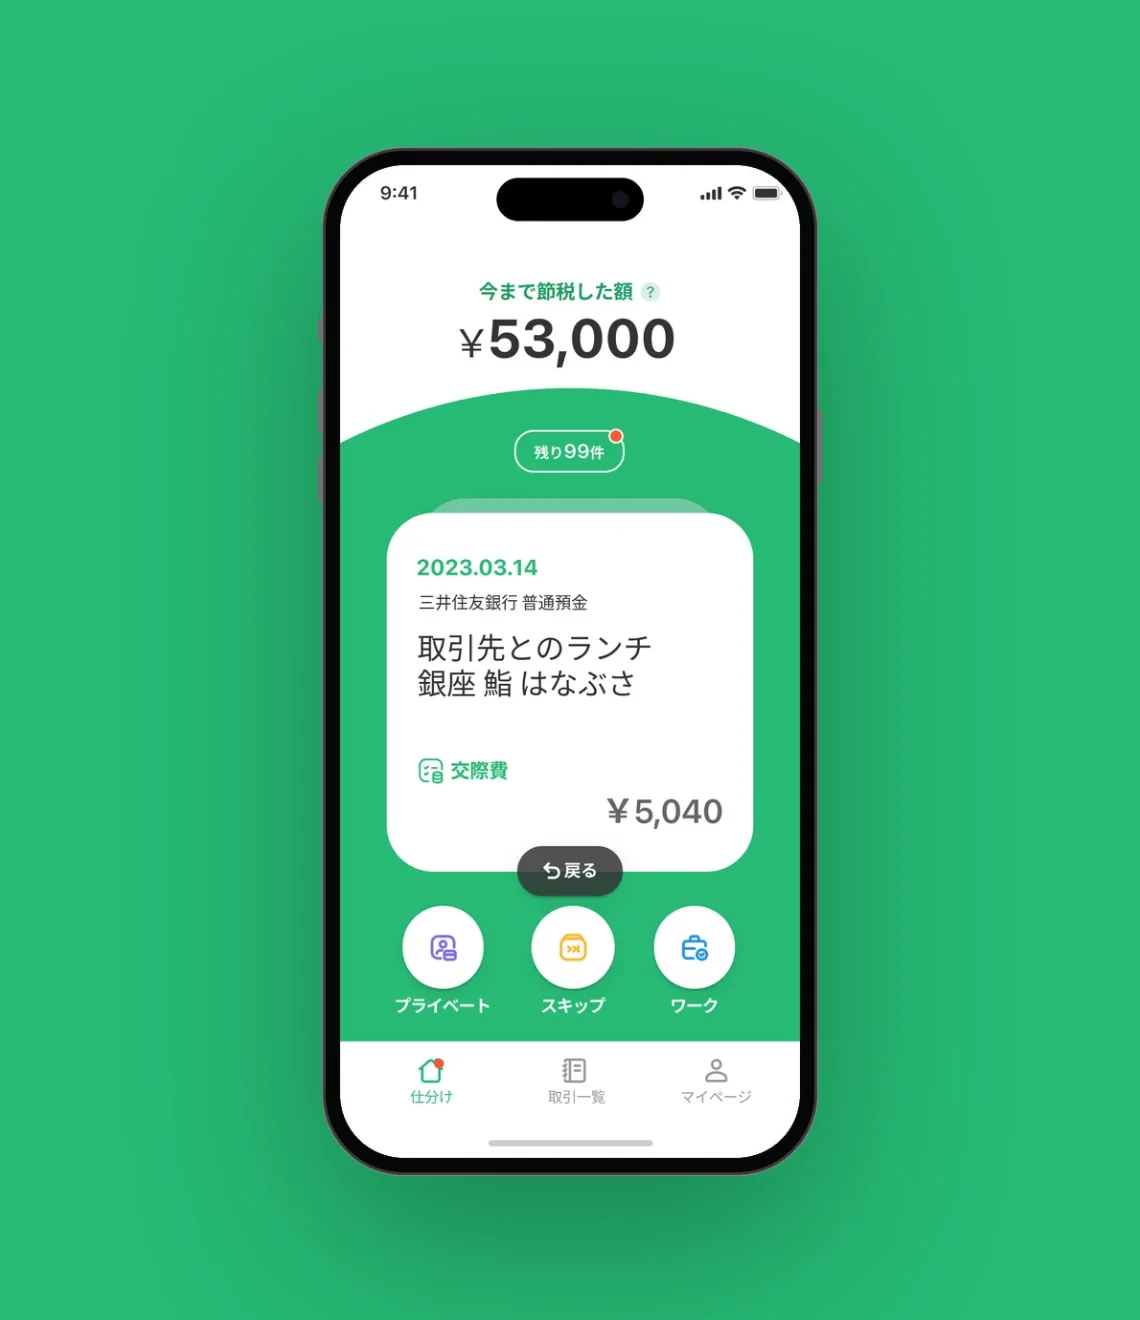 9:41
今まで節税した額 ?
¥53,000
残り99件
2023.03.14
三井住友銀行 普通預金
取引先とのランチ
銀座 鮨 はなぶさ
交際費
¥5,040
戻る
プライベート スキップ ワーク
仕分け 取引一覧 マイページ